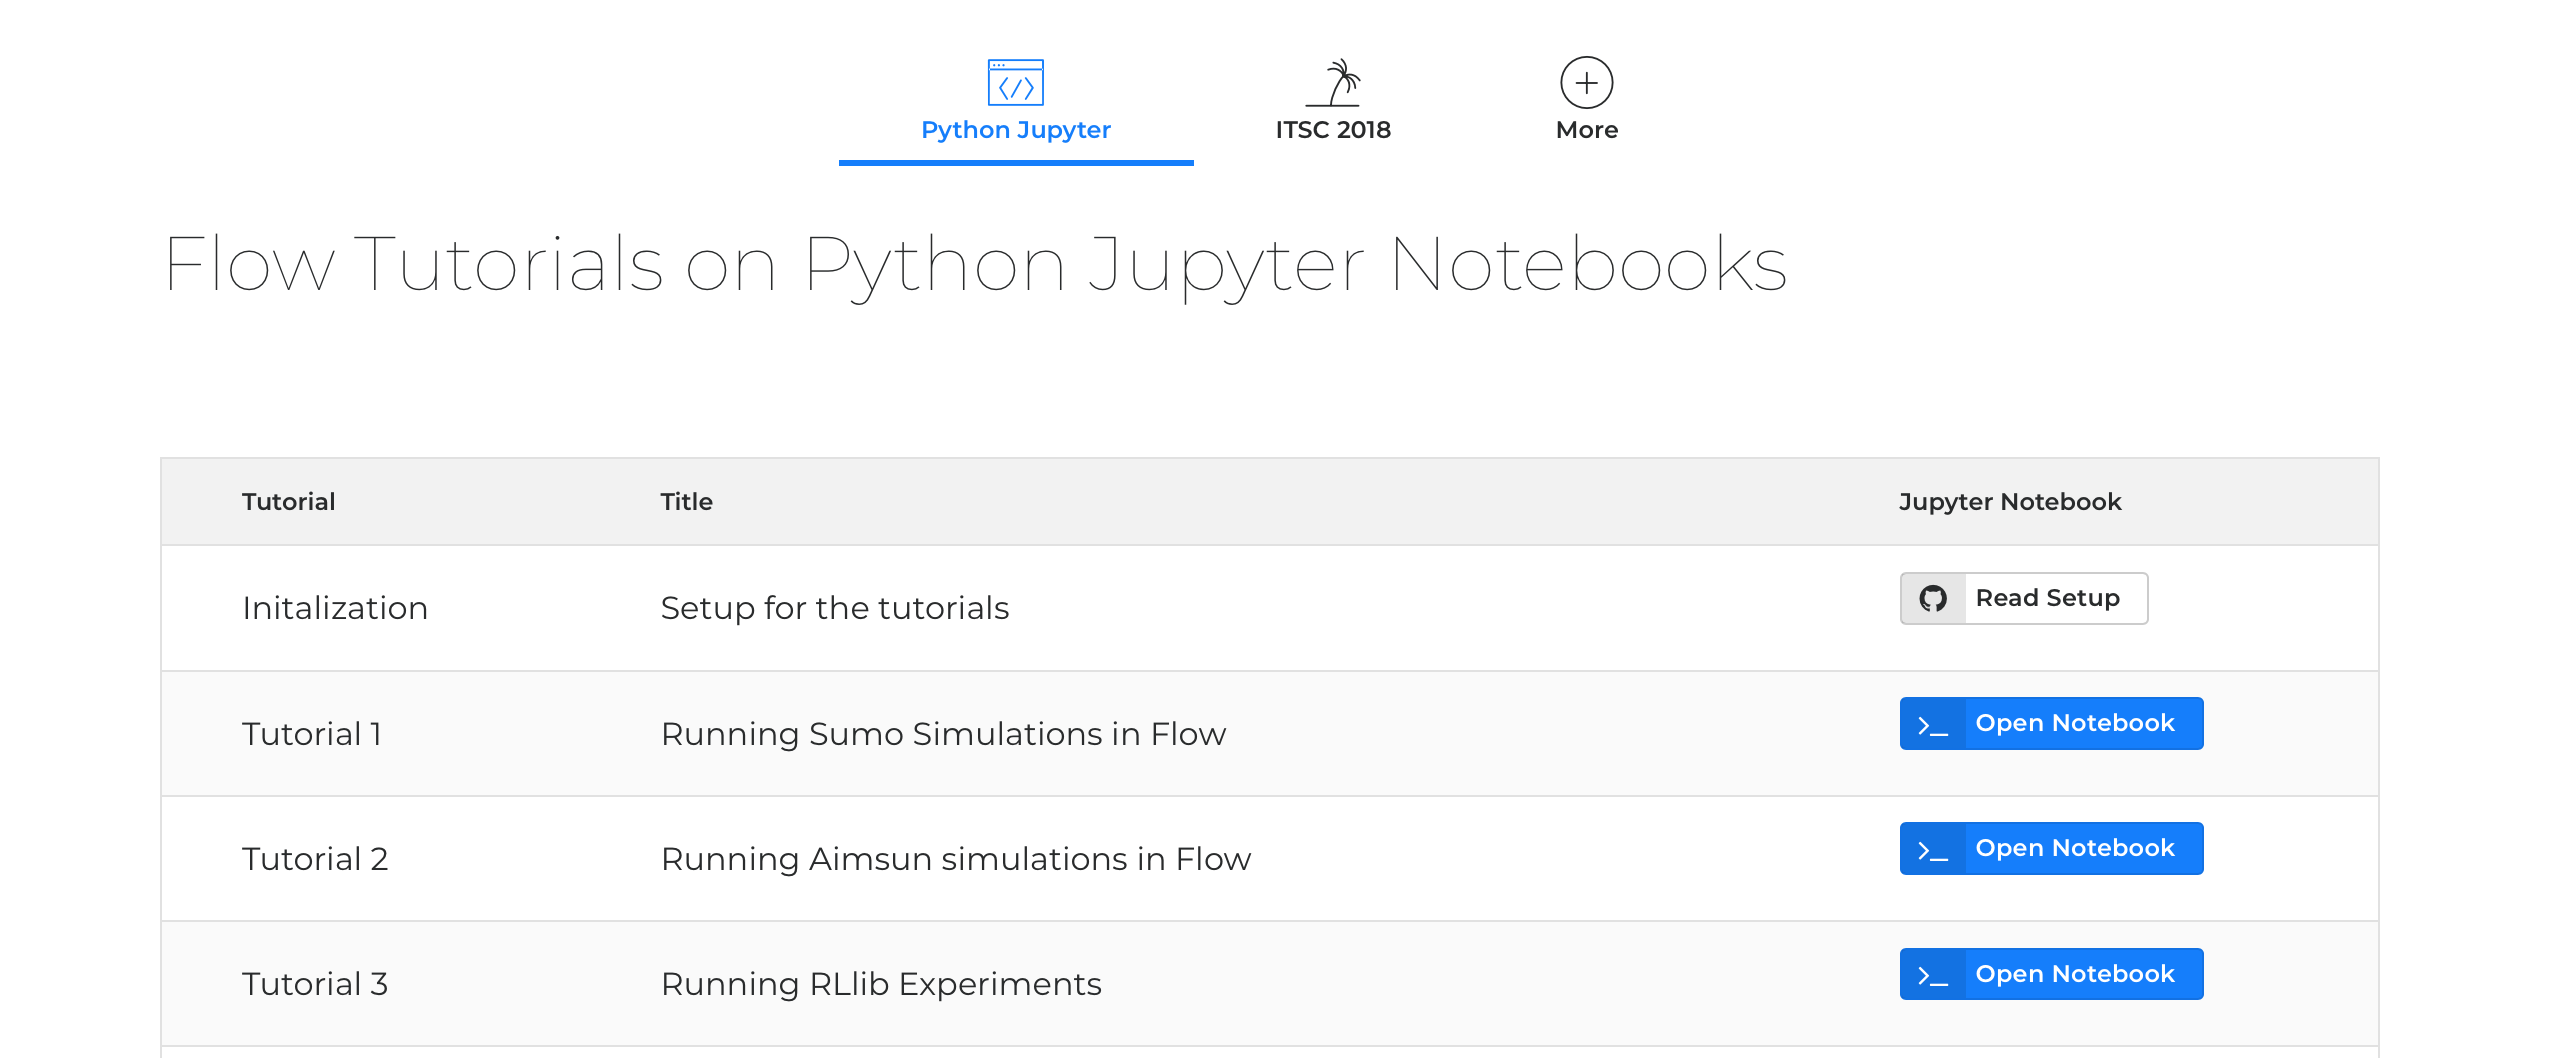 Python Jupyter
ITSC 2018
More
Flow Tutorials on Python Jupyter Notebooks
Tutorial Title Jupyter Notebook
Initalization Setup for the tutorials Read Setup
Tutorial 1 Running Sumo Simulations in Flow Open Notebook
Tutorial 2 Running Aimsun simulations in Flow Open Notebook
Tutorial 3 Running RLlib Experiments Open Notebook